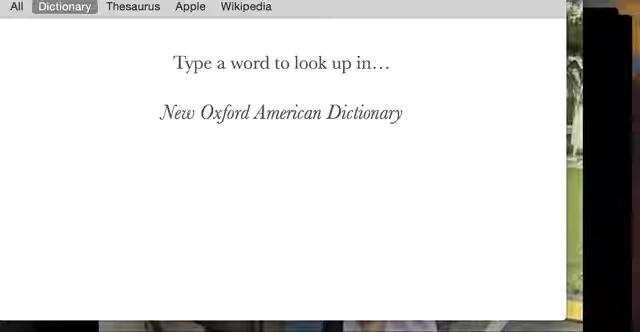 All Dictionary Thesaurus Apple Wikipedia
Type a word to look up in…
New Oxford American Dictionary